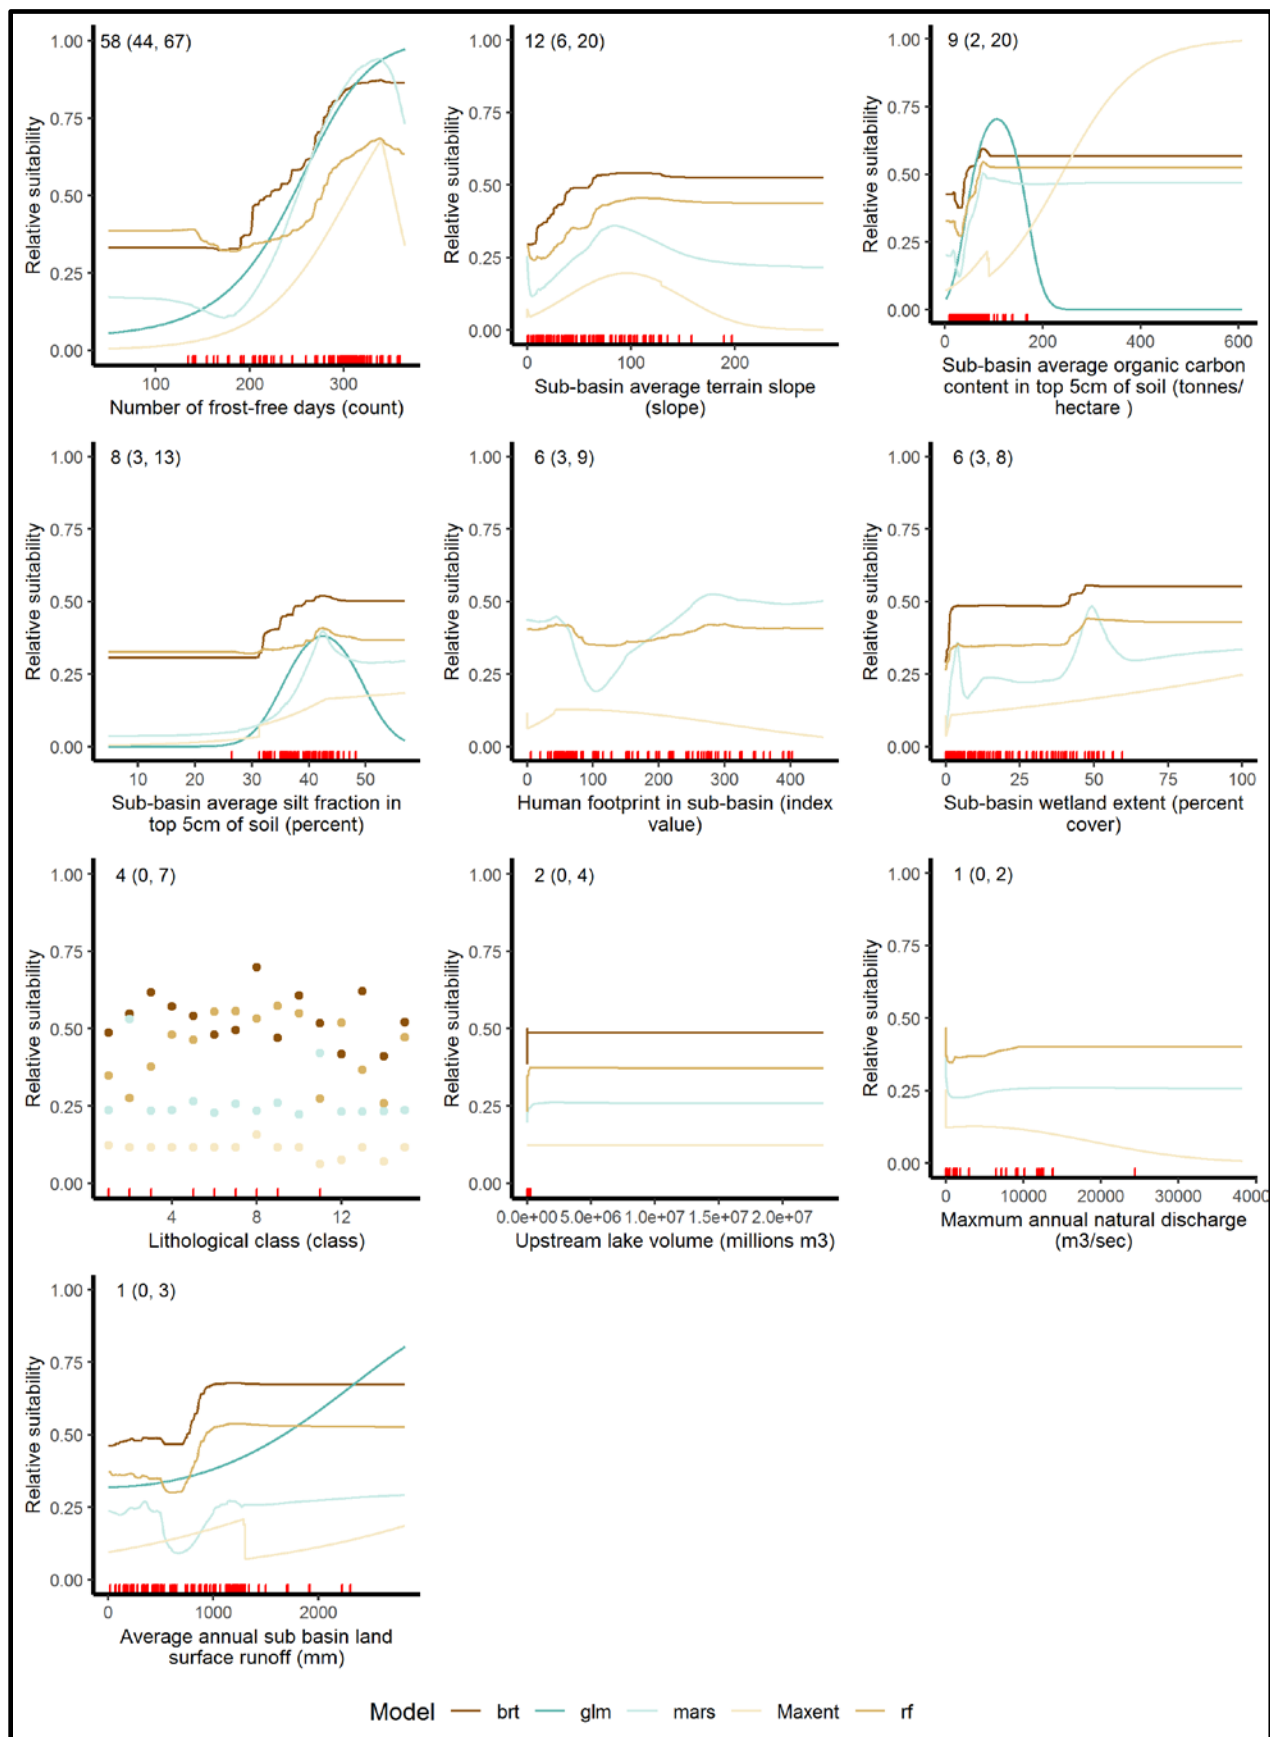 58 (44, 67)
1.00
0.75
0.50
0.25
0.00
Relative suitability
100
200
300
Number of frost-free days (count)
12 (6, 20)
1.00
0.75
0.50
0.25
0.00
Relative suitability
0
100
200
Sub-basin average terrain slope
(slope)
9 (2, 20)
1.00
0.75
0.50
0.25
0.00
Relative suitability
0
200
400
600
Sub-basin average organic carbon
content in top 5cm of soil (tonnes/
hectare )
8 (3, 13)
1.00
0.75
0.50
0.25
0.00
Relative suitability
10
20
30
40
50
Sub-basin average silt fraction in
top 5cm of soil (percent)
6 (3, 9)
1.00
0.75
0.50
0.25
0.00
Relative suitability
0
100
200
300
400
Human footprint in sub-basin (index
value)
6 (3, 8)
1.00
0.75
0.50
0.25
0.00
Relative suitability
0
25
50
75
100
Sub-basin wetland extent (percent
cover)
4 (0, 7)
1.00
0.75
0.50
0.25
0.00
Relative suitability
4
8
12
Lithological class (class)
2 (0, 4)
1.00
0.75
0.50
0.25
0.00
Relative suitability
0.0e+00
5.0e+06
1.0e+07
1.5e+07
2.0e+07
Upstream lake volume (millions m3)
1 (0, 2)
1.00
0.75
0.50
0.25
0.00
Relative suitability
0
10000
20000
30000
4000
Maxmum annual natural discharge
(m3/sec)
1 (0, 3)
1.00
0.75
0.50
0.25
0.00
Relative suitability
0
1000
2000
Average annual sub basin land
surface runoff (mm)
Model brt glm mars Maxent rf